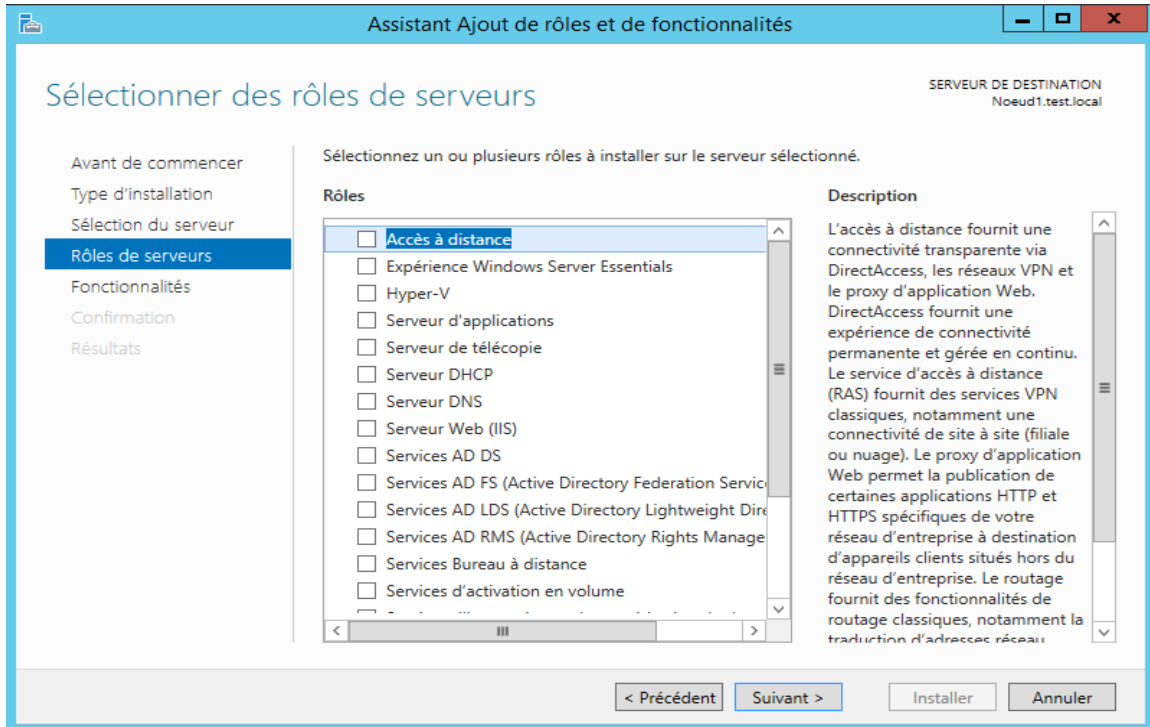 Assistant Ajout de rôles et de fonctionnalités
Sélectionner des rôles de serveurs
SERVEUR DE DESTINATION
Noeud1.test.local
Avant de commencer
Type d'installation
Sélection du serveur
Rôles de serveurs
Fonctionnalités
Confirmation
Résultats
Sélectionnez un ou plusieurs rôles à installer sur le serveur sélectionné.
Rôles
Accès à distance
Expérience Windows Server Essentials
Hyper-V
Serveur d'applications
Serveur de télécopie
Serveur DHCP
Serveur DNS
Serveur Web (IIS)
Services AD DS
Services AD FS (Active Directory Federation Servic
Services AD LDS (Active Directory Lightweight Dire
Services AD RMS (Active Directory Rights Manage
Services Bureau à distance
Services d'activation en volume
Description
L'accès à distance fournit une
connectivité transparente via
DirectAccess, les réseaux VPN et
le proxy d'application Web.
DirectAccess fournit une
expérience de connectivité
permanente et gérée en continu.
Le service d'accès à distance
(RAS) fournit des services VPN
classiques, notamment une
connectivité de site à site (filiale
ou nuage). Le proxy d'application
Web permet la publication de
certaines applications HTTP et
HTTPS spécifiques de votre
réseau d'entreprise à destination
d'appareils clients situés hors du
réseau d'entreprise. Le routage
fournit des fonctionnalités de
routage classiques, notamment la
traduction d'adresses réseau
< Précédent
Suivant >
Installer
Annuler